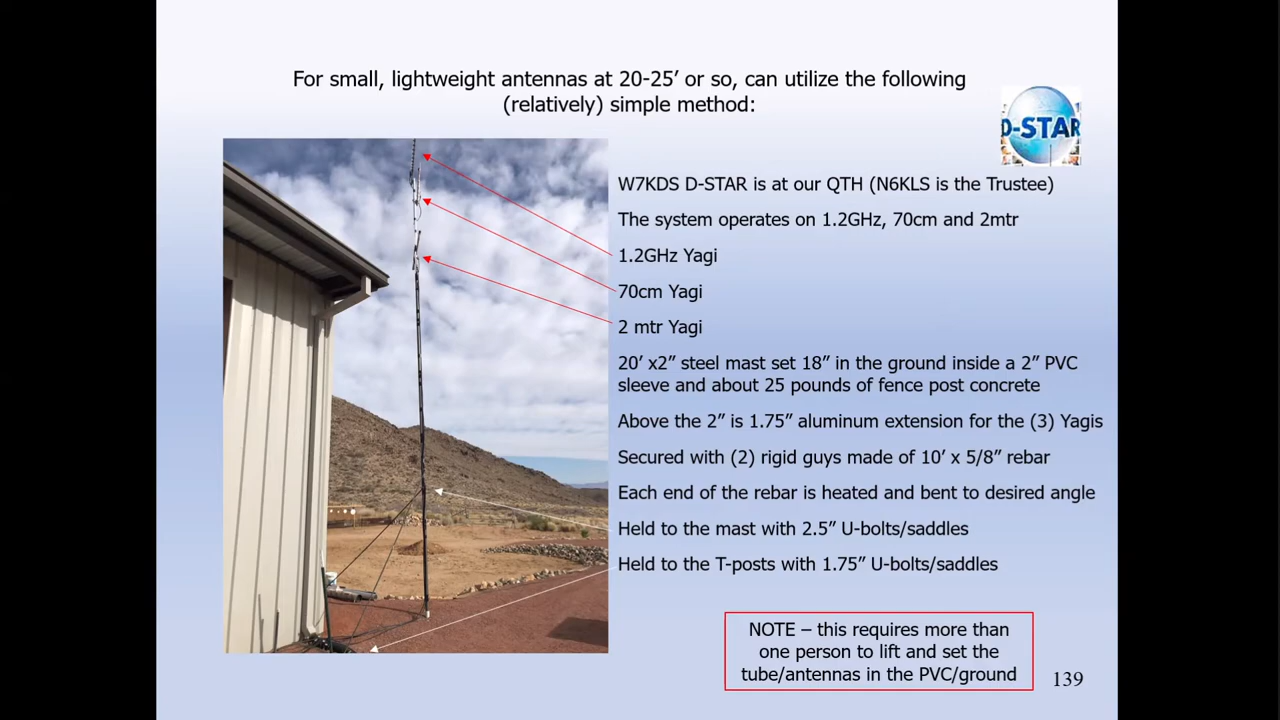 For small, lightweight antennas at 20-25’ or so, can utilize the following
(relatively) simple method:
D-STAR
W7KDS D-STAR is at our QTH (N6KLS is the Trustee)
The system operates on 1.2GHz, 70cm and 2mtr
1.2GHz Yagi
70cm Yagi
2 mtr Yagi
20’ x2” steel mast set 18” in the ground inside a 2” PVC
sleeve and about 25 pounds of fence post concrete
Above the 2” is 1.75” aluminum extension for the (3) Yagis
Secured with (2) rigid guys made of 10’ x 5/8” rebar
Each end of the rebar is heated and bent to desired angle
Held to the mast with 2.5” U-bolts/saddles
Held to the T-posts with 1.75” U-bolts/saddles
NOTE – this requires more than
one person to lift and set the
tube/antennas in the PVC/ground
139